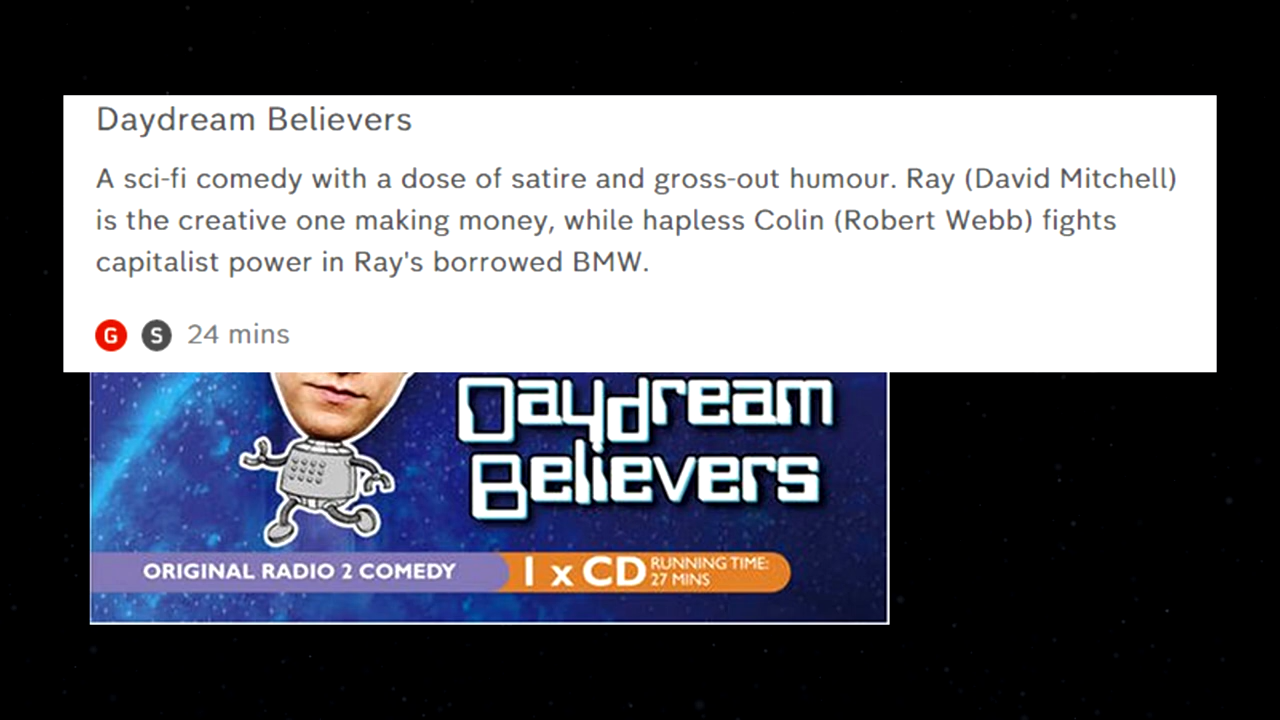 Daydream Believers
A sci-fi comedy with a dose of satire and gross-out humour. Ray (David Mitchell)
is the creative one making money, while hapless Colin (Robert Webb) fights
capitalist power in Ray's borrowed BMW.
G S 24 mins
Daydream
Believers
ORIGINAL RADIO 2 COMEDY 1 x CD RUNNING TIME:
27 MINS